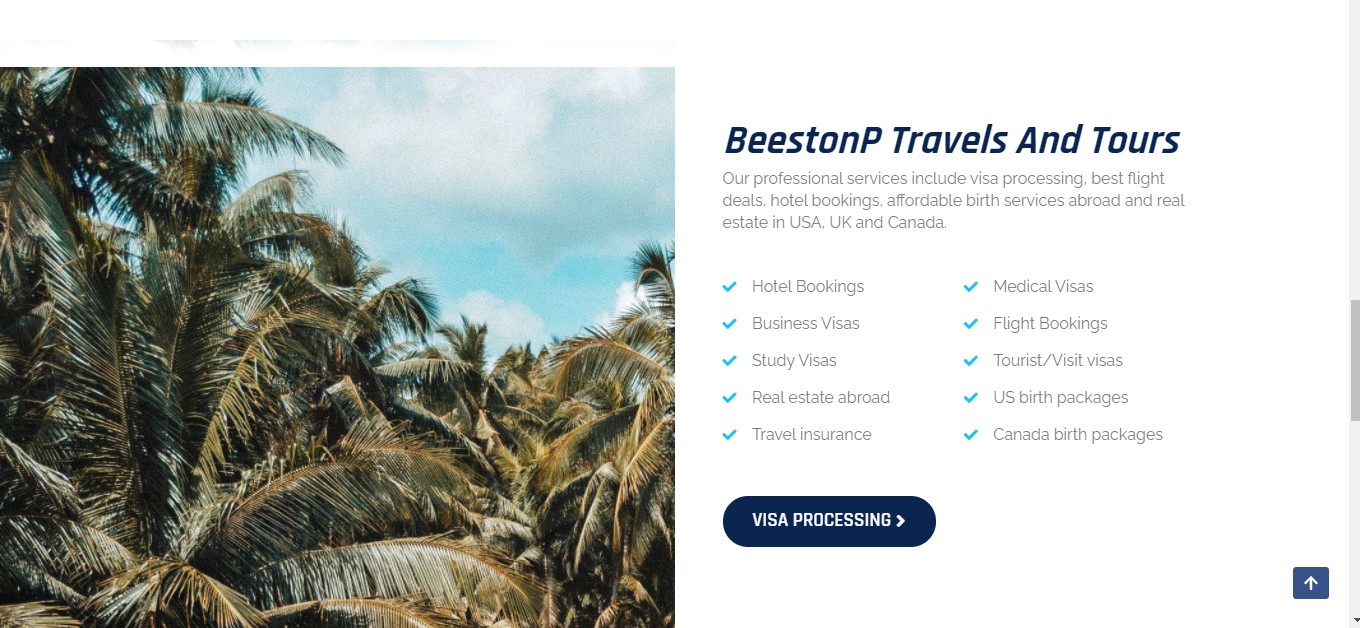 BeestonP Travels And Tours
Our professional services include visa processing, best flight
deals, hotel bookings, affordable birth services abroad and real
estate in USA, UK and Canada.
Hotel Bookings
Business Visas
Study Visas
Real estate abroad
Travel insurance
Medical Visas
Flight Bookings
Tourist/Visit visas
US birth packages
Canada birth packages
VISA PROCESSING